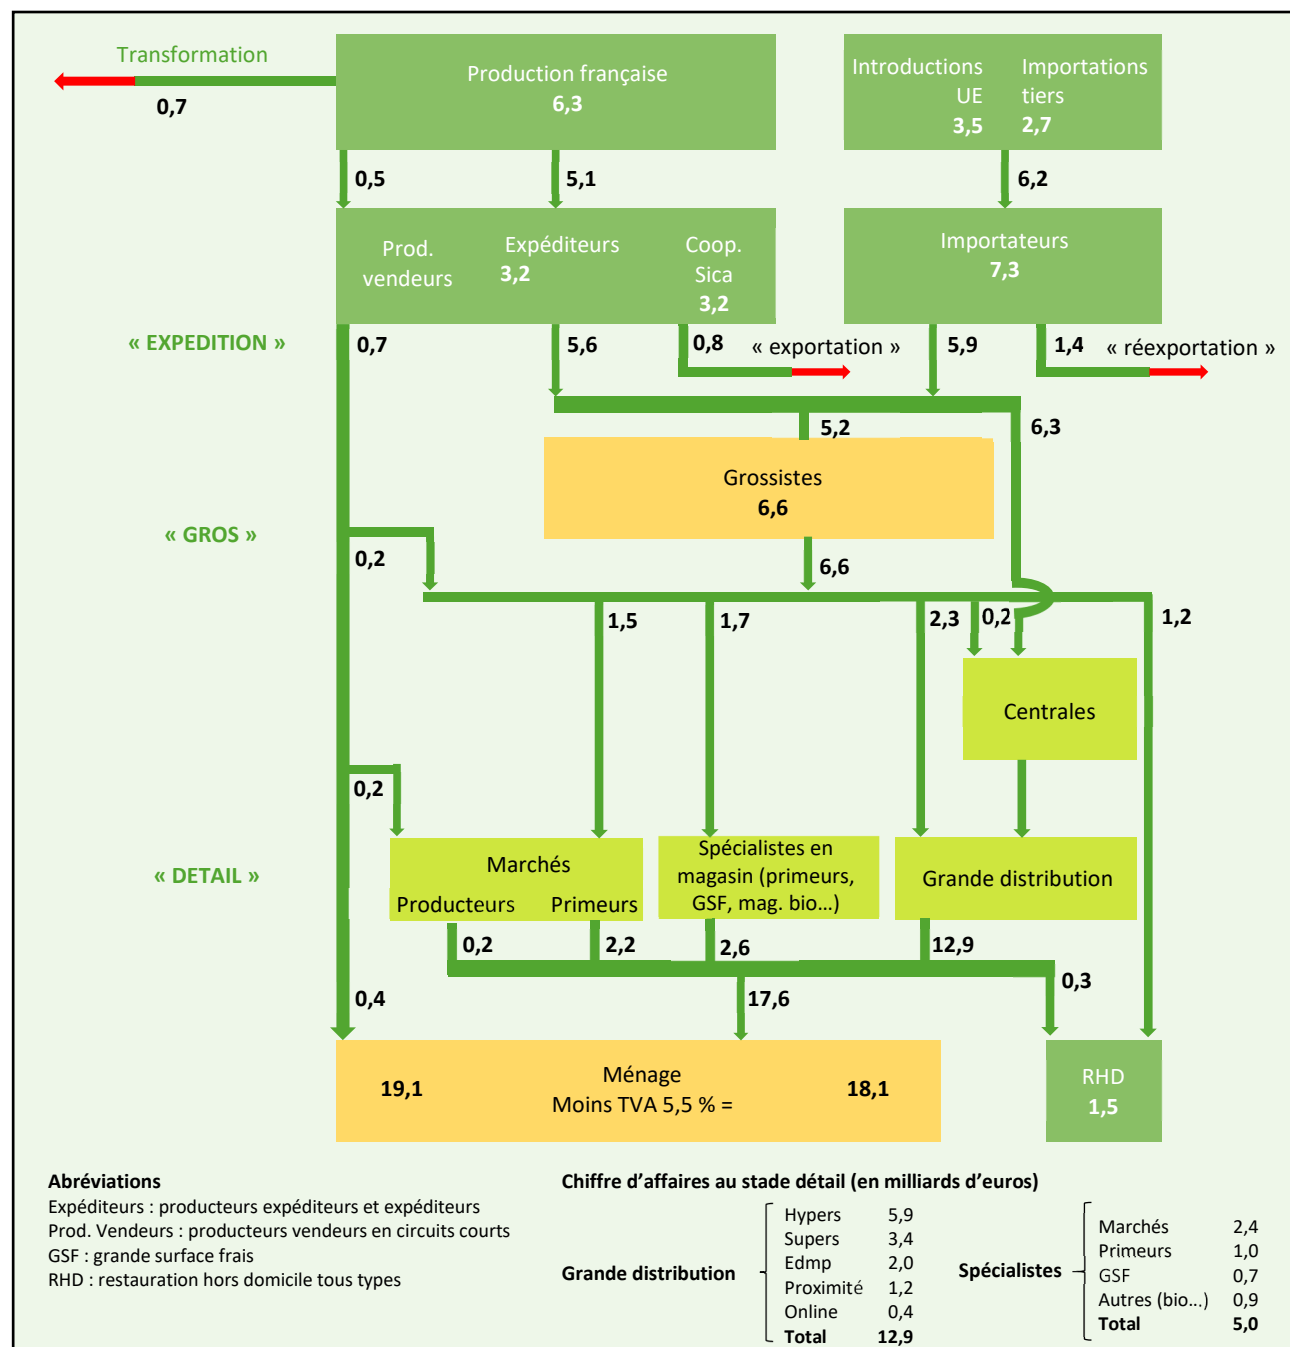 Transformation
0,7
Production française
6,3
Introductions
UE
3,5
Importations
tiers
2,7
0,5
5,1
6,2
Prod.
vendeurs
Expéditeurs
3,2
Coop.
Sica
3,2
Importateurs
7,3
« EXPEDITION »
0,7
5,6
0,8
« exportation »
5,9
1,4
« réexportation »
5,2
6,3
Grossistes
6,6
« GROS »
0,2
6,6
1,5
1,7
2,3
0,2
1,2
Centrales
0,2
« DETAIL »
Marchés
Producteurs
Primeurs
Spécialistes en
magasin (primeurs,
GSF, mag. bio...)
Grande distribution
0,2
2,2
2,6
12,9
0,4
17,6
0,3
19,1
Ménage
Moins TVA 5,5 % =
18,1
RHD
1,5
Abréviations
Expéditeurs : producteurs expéditeurs et expéditeurs
Prod. Vendeurs : producteurs vendeurs en circuits courts
GSF : grande surface frais
RHD : restauration hors domicile tous types
Chiffre d'affaires au stade détail (en milliards d'euros)
Grande distribution
Hypers 5,9
Supers 3,4
Edmp 2,0
Proximité 1,2
Online 0,4
Total 12,9
Spécialistes
Marchés 2,4
Primeurs 1,0
GSF 0,7
Autres (bio...) 0,9
Total 5,0